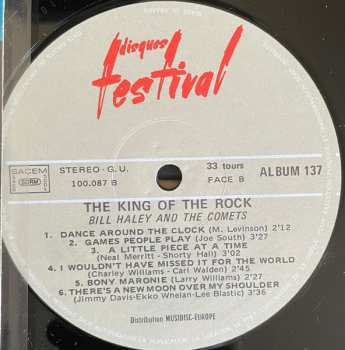 disques
festival
SACEM
SDRM
STEREO - G.U.
100.087 B
33 tours
FACE B
ALBUM 137
THE KING OF THE ROCK
BILL HALEY AND THE COMETS
1. DANCE AROUND THE CLOCK (M. Levinson) 2'12
2. GAMES PEOPLE PLAY (Joe South) 3'27
3. A LITTLE PIECE AT A TIME
(Neal Merritt - Shorty Hall) 3'
4. I WOULDN'T HAVE MISSED IT FOR THE WORLD
(Charley Williams - Carl Walden) 2'45
5. BONY MARONIE (Larry Williams) 3'27
6. THERE'S A NEW MOON OVER MY SHOULDER
(Jimmy Davis-Ekko Whelan-Lee Blastic) 3'36
Distribution MUSIDISC-EUROPE